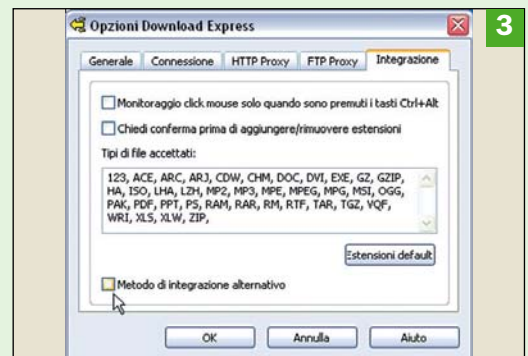 Opzioni Download Express
3
Generale Connessione HTTP Proxy FTP Proxy Integrazione
Monitoraggio click mouse solo quando sono premuti i tasti Ctrl+Alt
Chiedi conferma prima di aggiungere/rimuovere estensioni
Tipi di file accettati:
123, ACE, ARC, ARJ, CDW, CHM, DOC, DVI, EXE, GZ, GZIP,
HA, ISO, LHA, LZH, MP2, MP3, MPE, MPEG, MPG, MSI, OGG,
PAK, PDF, PPT, PS, RAM, RAR, RM, RTF, TAR, TGZ, VQF,
WRI, XLS, XLW, ZIP,
Estensioni default
Metodo di integrazione alternativo
OK Annulla Aiuto